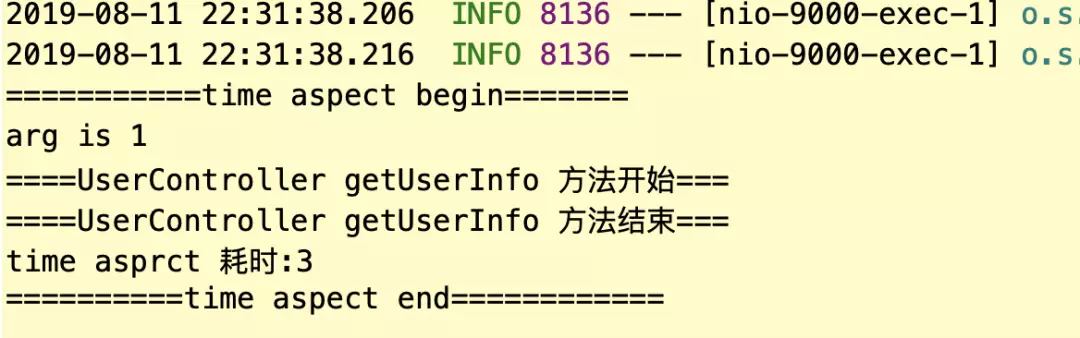 2019-08-11 22:31:38.206  INFO 8136 --- [nio-9000-exec-1] o.s.
2019-08-11 22:31:38.216  INFO 8136 --- [nio-9000-exec-1] o.s.
===========time aspect begin=======
arg is 1
====UserController getUserInfo 方法开始===
====UserController getUserInfo 方法结束===
time asprct 耗时:3
==========time aspect end============